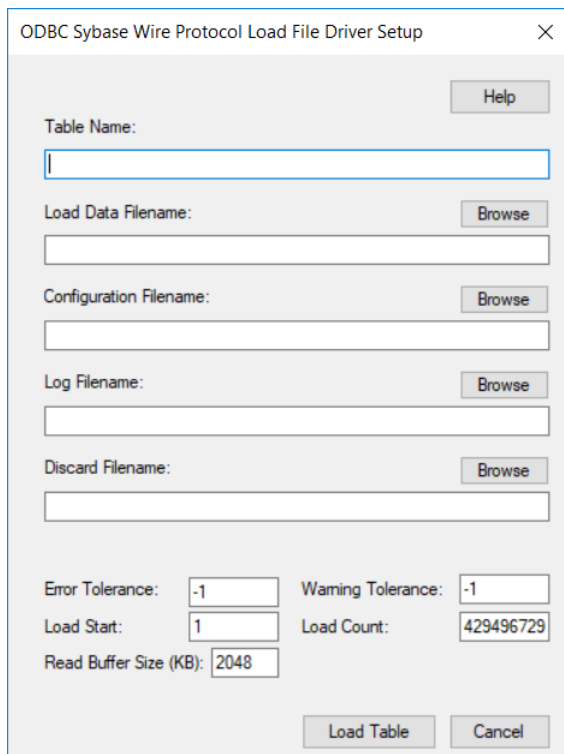 ODBC Sybase Wire Protocol Load File Driver Setup
Help
Table Name:
Load Data Filename:
Browse
Configuration Filename:
Browse
Log Filename:
Browse
Discard Filename:
Browse
Error Tolerance: -1 Warning Tolerance: -1
Load Start: 1 Load Count: 429496729
Read Buffer Size (KB): 2048
Load Table Cancel